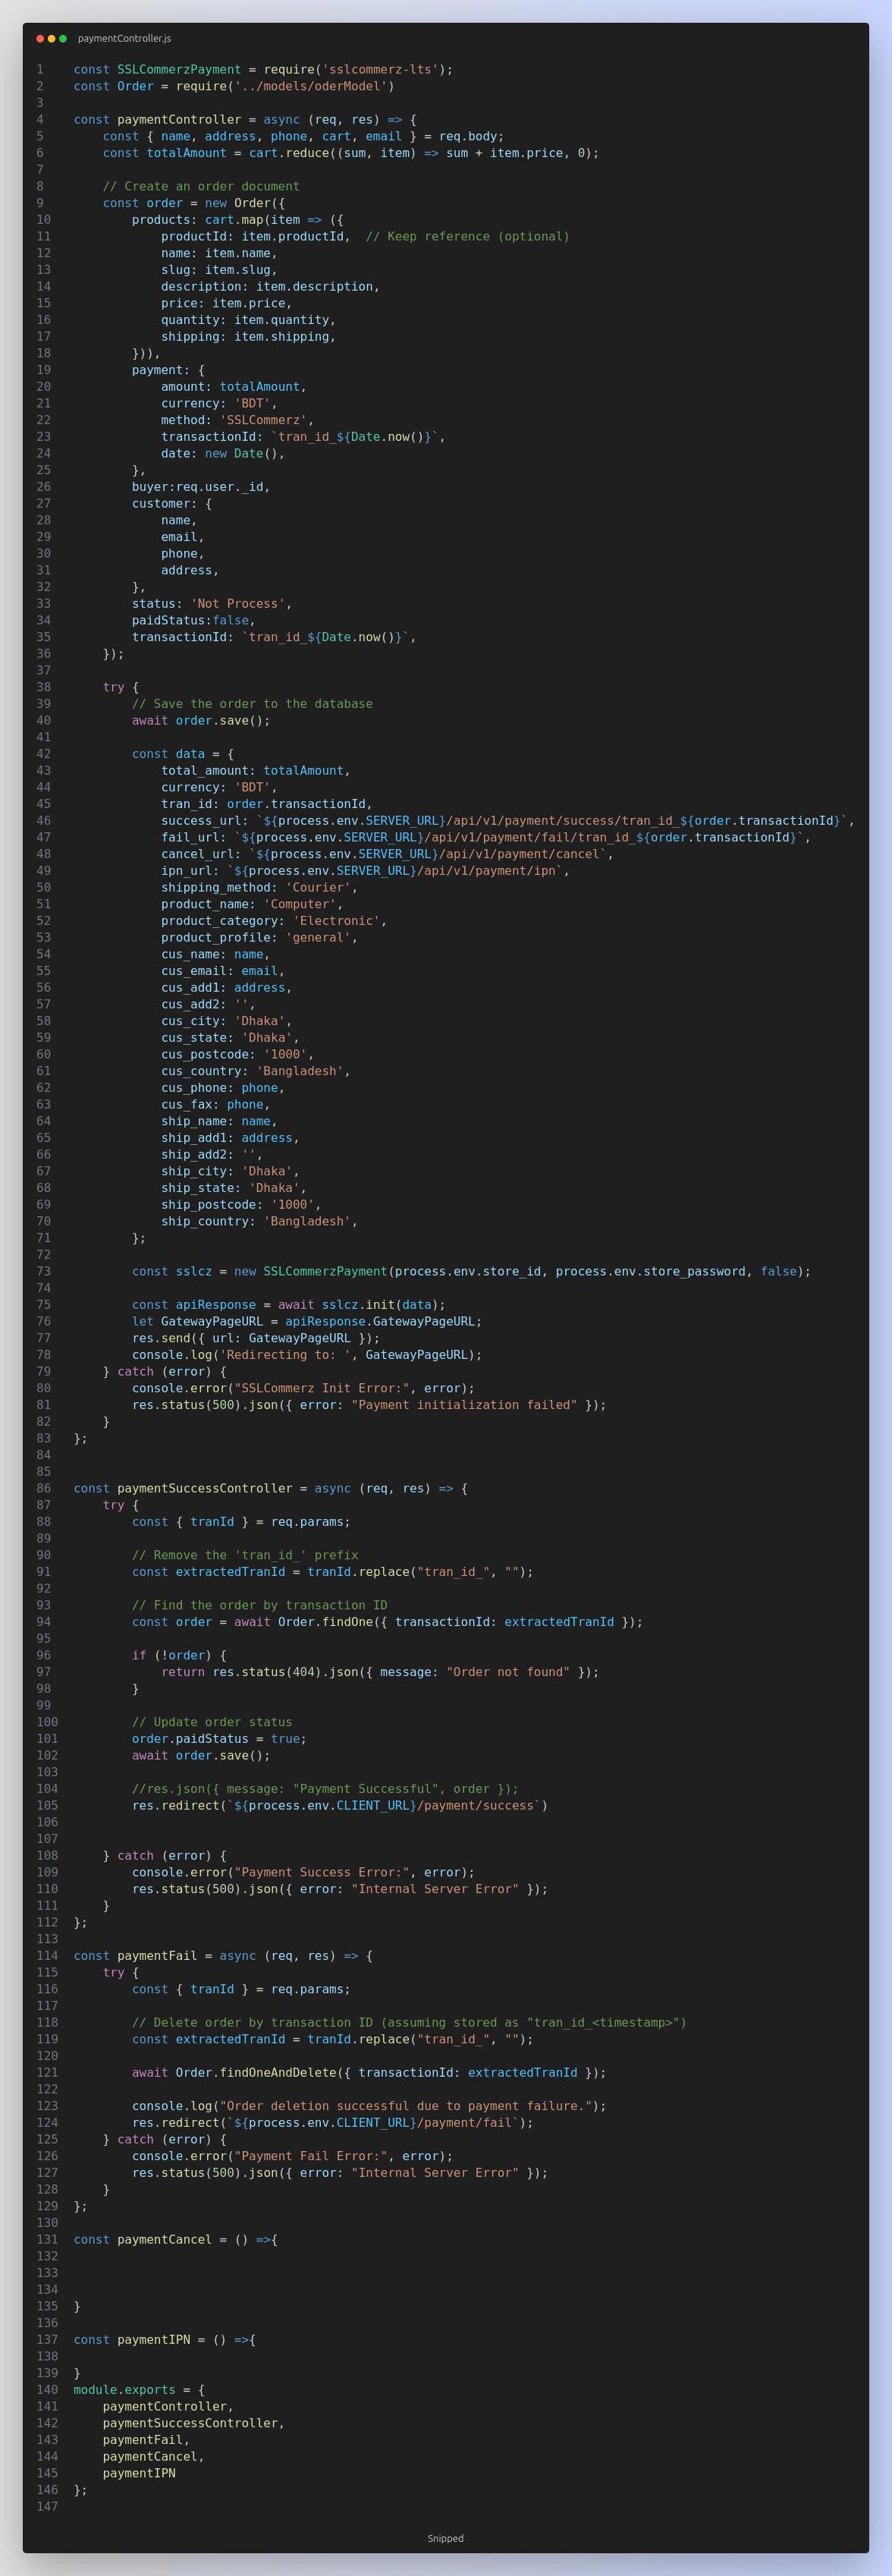 paymentController.js
1 const SSLCommerzPayment = require('sslcommerz-lts');
2 const Order = require('../models/oderModel')
3
4 const paymentController = async (req, res) => {
5     const { name, address, phone, cart, email } = req.body;
6     const totalAmount = cart.reduce((sum, item) => sum + item.price, 0);
7
8     // Create an order document
9     const order = new Order({
10         products: cart.map(item => ({
11             productId: item.productId,  // Keep reference (optional)
12             name: item.name,
13             slug: item.slug,
14             description: item.description,
15             price: item.price,
16             quantity: item.quantity,
17             shipping: item.shipping,
18         })),
19         payment: {
20             amount: totalAmount,
21             currency: 'BDT',
22             method: 'SSLCommerz',
23             transactionId: `tran_id_${Date.now()}`,
24             date: new Date(),
25         },
26         buyer:req.user._id,
27         customer: {
28             name,
29             email,
30             phone,
31             address,
32         },
33         status: 'Not Process',
34         paidStatus:false,
35         transactionId: `tran_id_${Date.now()}`,
36     });
37
38     try {
39         // Save the order to the database
40         await order.save();
41
42         const data = {
43             total_amount: totalAmount,
44             currency: 'BDT',
45             tran_id: order.transactionId,
46             success_url: `${process.env.SERVER_URL}/api/v1/payment/success/tran_id_${order.transactionId}`,
47             fail_url: `${process.env.SERVER_URL}/api/v1/payment/fail/tran_id_${order.transactionId}`,
48             cancel_url: `${process.env.SERVER_URL}/api/v1/payment/cancel`,
49             ipn_url: `${process.env.SERVER_URL}/api/v1/payment/ipn`,
50             shipping_method: 'Courier',
51             product_name: 'Computer',
52             product_category: 'Electronic',
53             product_profile: 'general',
54             cus_name: name,
55             cus_email: email,
56             cus_add1: address,
57             cus_add2: '',
58             cus_city: 'Dhaka',
59             cus_state: 'Dhaka',
60             cus_postcode: '1000',
61             cus_country: 'Bangladesh',
62             cus_phone: phone,
63             cus_fax: phone,
64             ship_name: name,
65             ship_add1: address,
66             ship_add2: '',
67             ship_city: 'Dhaka',
68             ship_state: 'Dhaka',
69             ship_postcode: '1000',
70             ship_country: 'Bangladesh',
71         };
72
73         const sslcz = new SSLCommerzPayment(process.env.store_id, process.env.store_password, false);
74
75         const apiResponse = await sslcz.init(data);
76         let GatewayPageURL = apiResponse.GatewayPageURL;
77         res.send({ url: GatewayPageURL });
78         console.log('Redirecting to: ', GatewayPageURL);
79     } catch (error) {
80         console.error("SSLCommerz Init Error:", error);
81         res.status(500).json({ error: "Payment initialization failed" });
82     }
83 };
84
85
86 const paymentSuccessController = async (req, res) => {
87     try {
88         const { tranId } = req.params;
89
90         // Remove the 'tran_id_' prefix
91         const extractedTranId = tranId.replace("tran_id_", "");
92
93         // Find the order by transaction ID
94         const order = await Order.findOne({ transactionId: extractedTranId });
95
96         if (!order) {
97             return res.status(404).json({ message: "Order not found" });
98         }
99
100         // Update order status
101         order.paidStatus = true;
102         await order.save();
103
104         //res.json({ message: "Payment Successful", order });
105         res.redirect(`${process.env.CLIENT_URL}/payment/success`)
106
107
108     } catch (error) {
109         console.error("Payment Success Error:", error);
110         res.status(500).json({ error: "Internal Server Error" });
111     }
112 };
113
114 const paymentFail = async (req, res) => {
115     try {
116         const { tranId } = req.params;
117
118         // Delete order by transaction ID (assuming stored as "tran_id_<timestamp>")
119         const extractedTranId = tranId.replace("tran_id_", "");
120
121         await Order.findOneAndDelete({ transactionId: extractedTranId });
122
123         console.log("Order deletion successful due to payment failure.");
124         res.redirect(`${process.env.CLIENT_URL}/payment/fail`);
125     } catch (error) {
126         console.error("Payment Fail Error:", error);
127         res.status(500).json({ error: "Internal Server Error" });
128     }
129 };
130
131 const paymentCancel = () =>{
132
133
134
135 }
136
137 const paymentIPN = () =>{
138
139 }
140 module.exports = {
141     paymentController,
142     paymentSuccessController,
143     paymentFail,
144     paymentCancel,
145     paymentIPN
146 };
147
Snipped